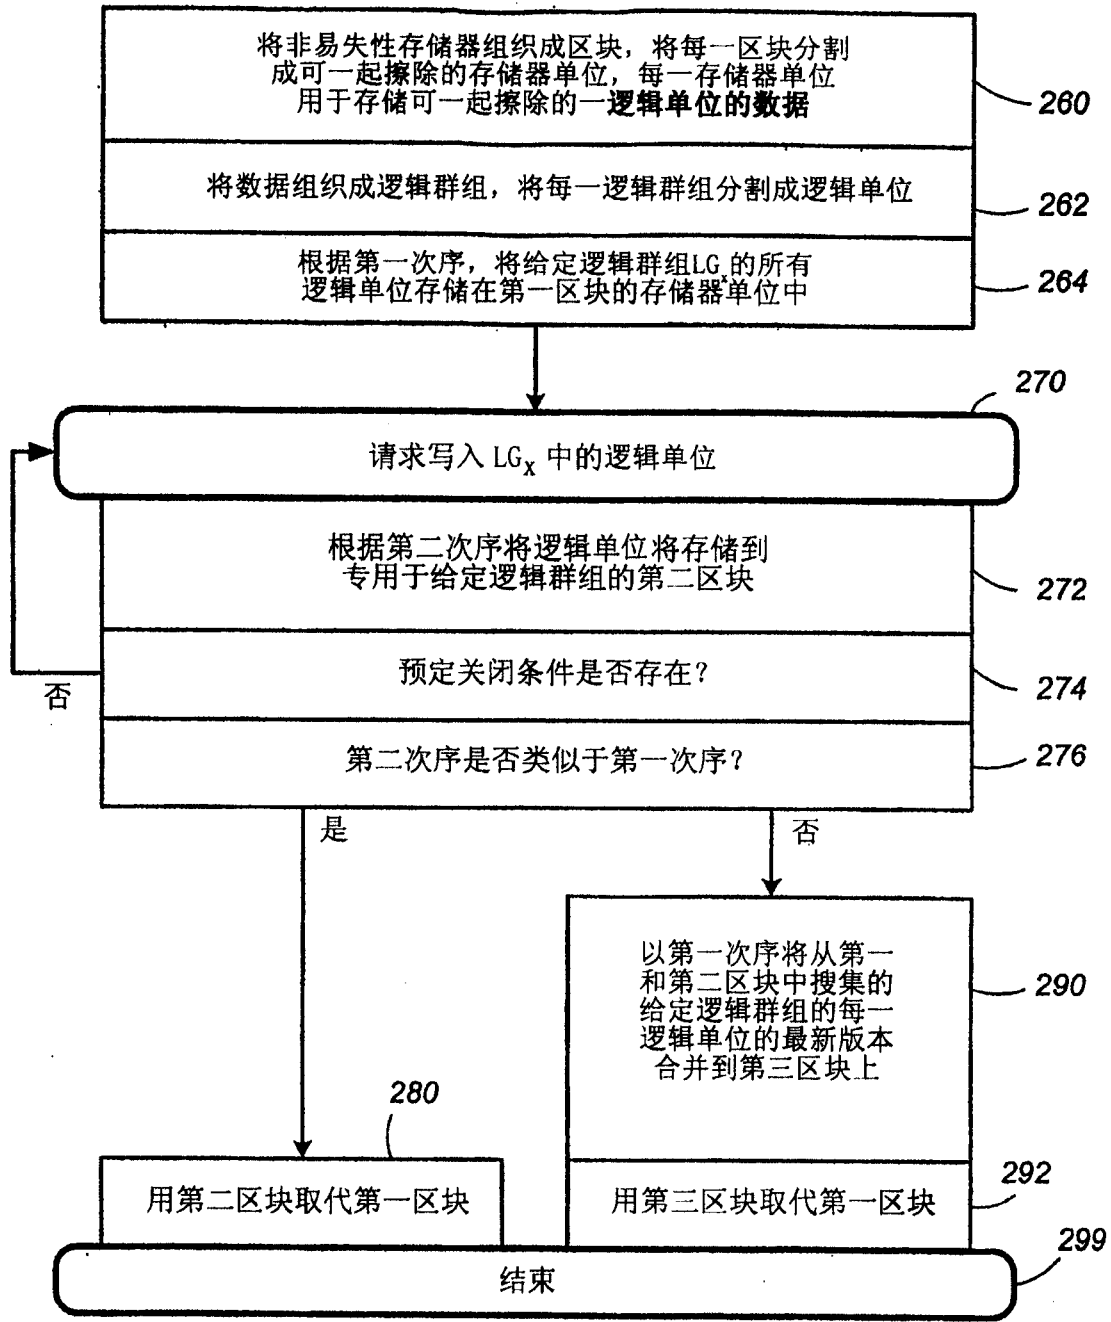 将非易失性存储器组织成区块，将每一区块分割
成可一起擦除的存储器单位，每一存储器单位
用于存储可一起擦除的一逻辑单位的数据
260
将数据组织成逻辑群组，将每一逻辑群组分割成逻辑单位
262
根据第一次序，将给定逻辑群组LGx的所有
逻辑单位存储在第一区块的存储器单位中
264
270
请求写入 LGX 中的逻辑单位
根据第二次序将逻辑单位将存储到
专用于给定逻辑群组的第二区块
272
预定关闭条件是否存在？
274
否
第二次序是否类似于第一次序？
276
是
否
以第一次序将从第一
和第二区块中搜集的
给定逻辑群组的每一
逻辑单位的最新版本
合并到第三区块上
290
280
用第二区块取代第一区块
用第三区块取代第一区块
292
结束
299